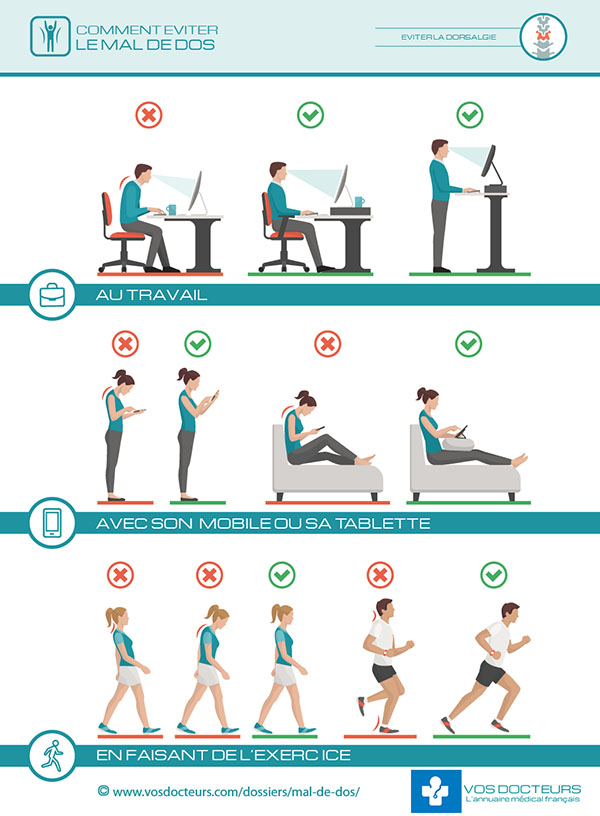 COMMENT EVITER
LE MAL DE DOS
EVITER LA DORSALGIE
AU TRAVAIL
AVEC SON MOBILE OU SA TABLETTE
EN FAISANT DE L'EXERC ICE
© www.vosdocteurs.com/dossiers/mal-de-dos/
VOS DOCTEURS
L'annuaire médical français